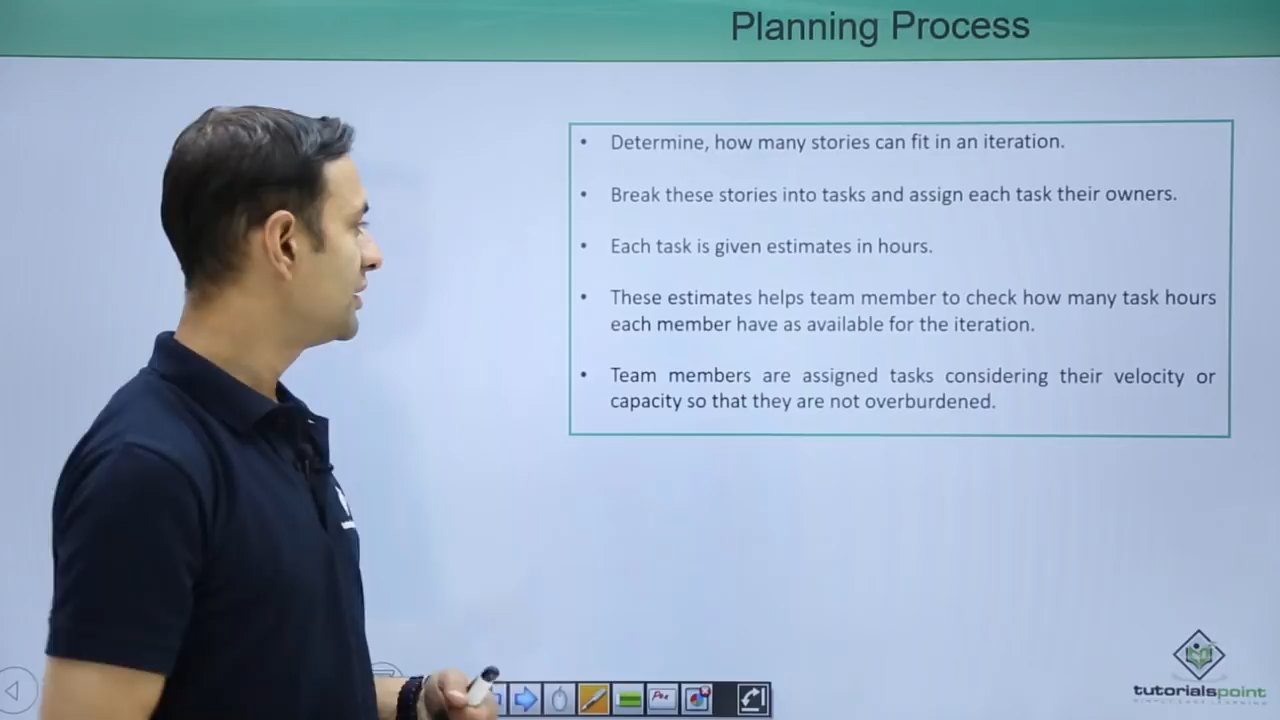 Planning Process
• Determine, how many stories can fit in an iteration.
• Break these stories into tasks and assign each task their owners.
• Each task is given estimates in hours.
• These estimates helps team member to check how many task hours
each member have as available for the iteration.
• Team members are assigned tasks considering their velocity or
capacity so that they are not overburdened.
tutorialspoint